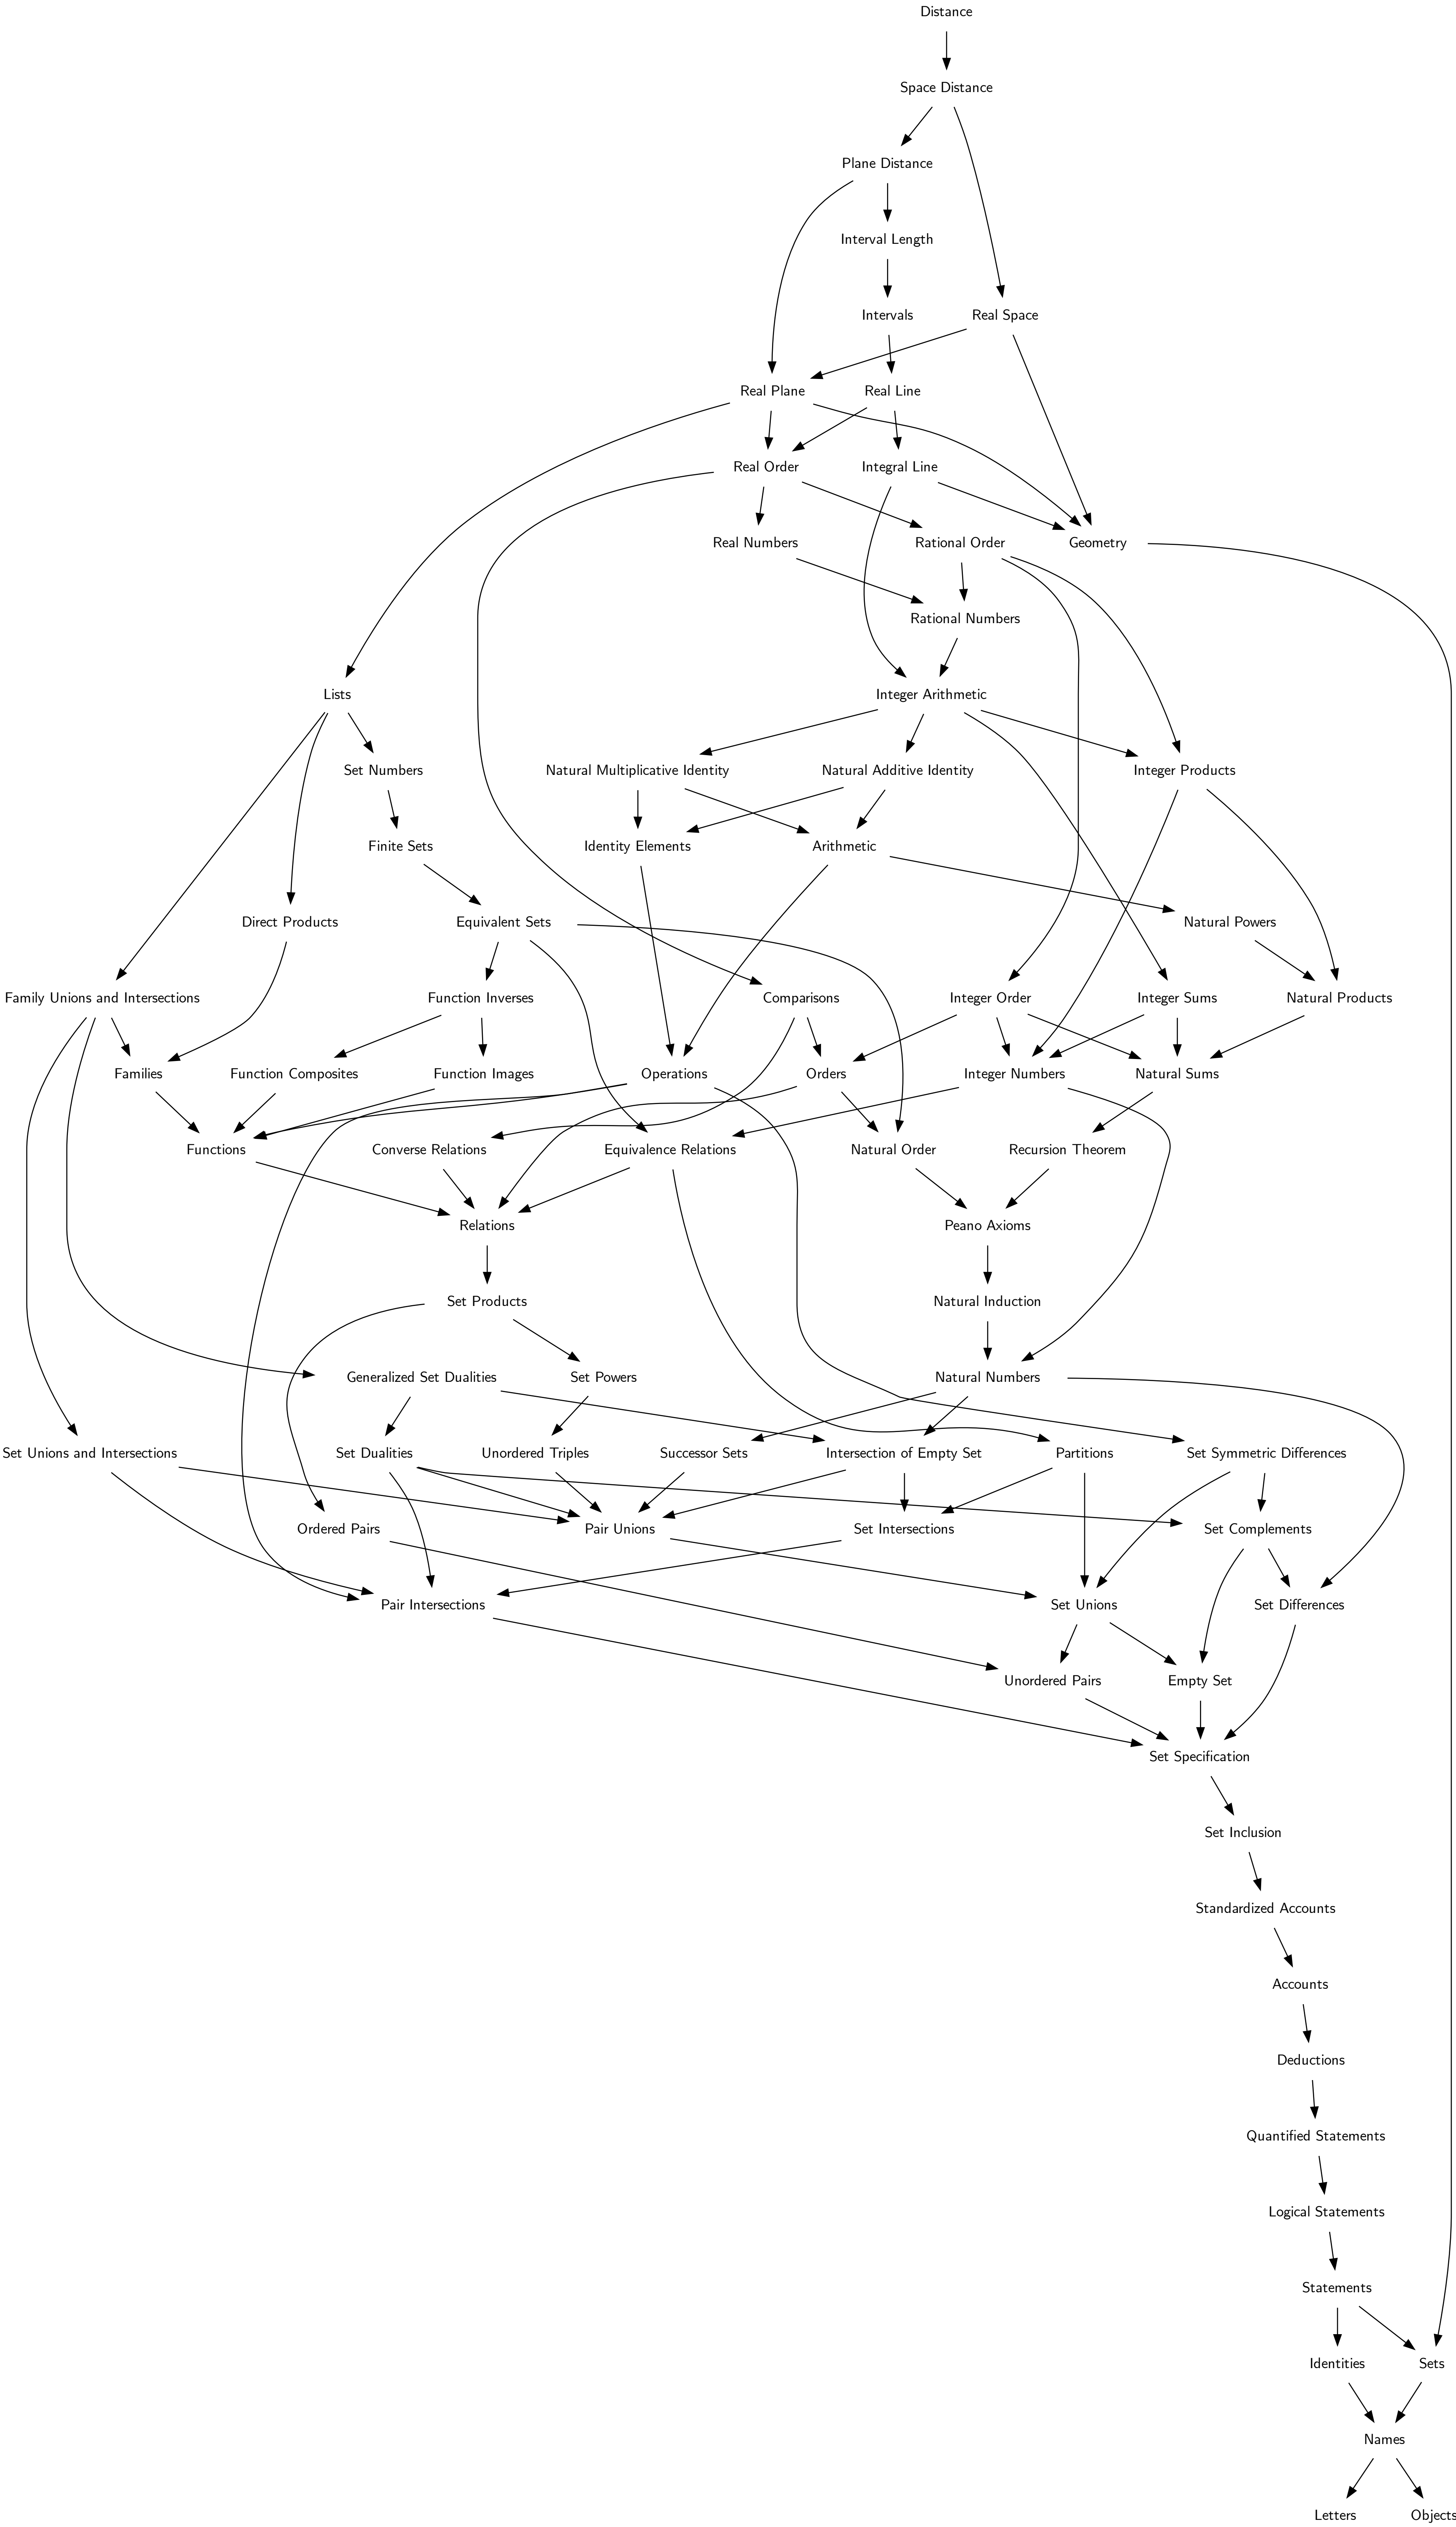 Distance
Space Distance
Plane Distance
Interval Length
Intervals
Real Space
Real Plane
Real Line
Real Order
Integral Line
Real Numbers
Rational Order
Geometry
Rational Numbers
Lists
Integer Arithmetic
Set Numbers
Natural Multiplicative Identity
Natural Additive Identity
Integer Products
Finite Sets
Identity Elements
Arithmetic
Direct Products
Equivalent Sets
Natural Powers
Family Unions and Intersections
Function Inverses
Comparisons
Integer Order
Integer Sums
Natural Products
Families
Function Composites
Function Images
Operations
Orders
Integer Numbers
Natural Sums
Functions
Converse Relations
Equivalence Relations
Natural Order
Recursion Theorem
Relations
Peano Axioms
Set Products
Natural Induction
Generalized Set Dualities
Set Powers
Natural Numbers
Set Unions and Intersections
Set Dualities
Unordered Triples
Successor Sets
Intersection of Empty Set
Partitions
Set Symmetric Differences
Ordered Pairs
Pair Unions
Set Intersections
Set Complements
Pair Intersections
Set Unions
Set Differences
Unordered Pairs
Empty Set
Set Specification
Set Inclusion
Standardized Accounts
Accounts
Deductions
Quantified Statements
Logical Statements
Statements
Identities
Sets
Names
Letters
Objects